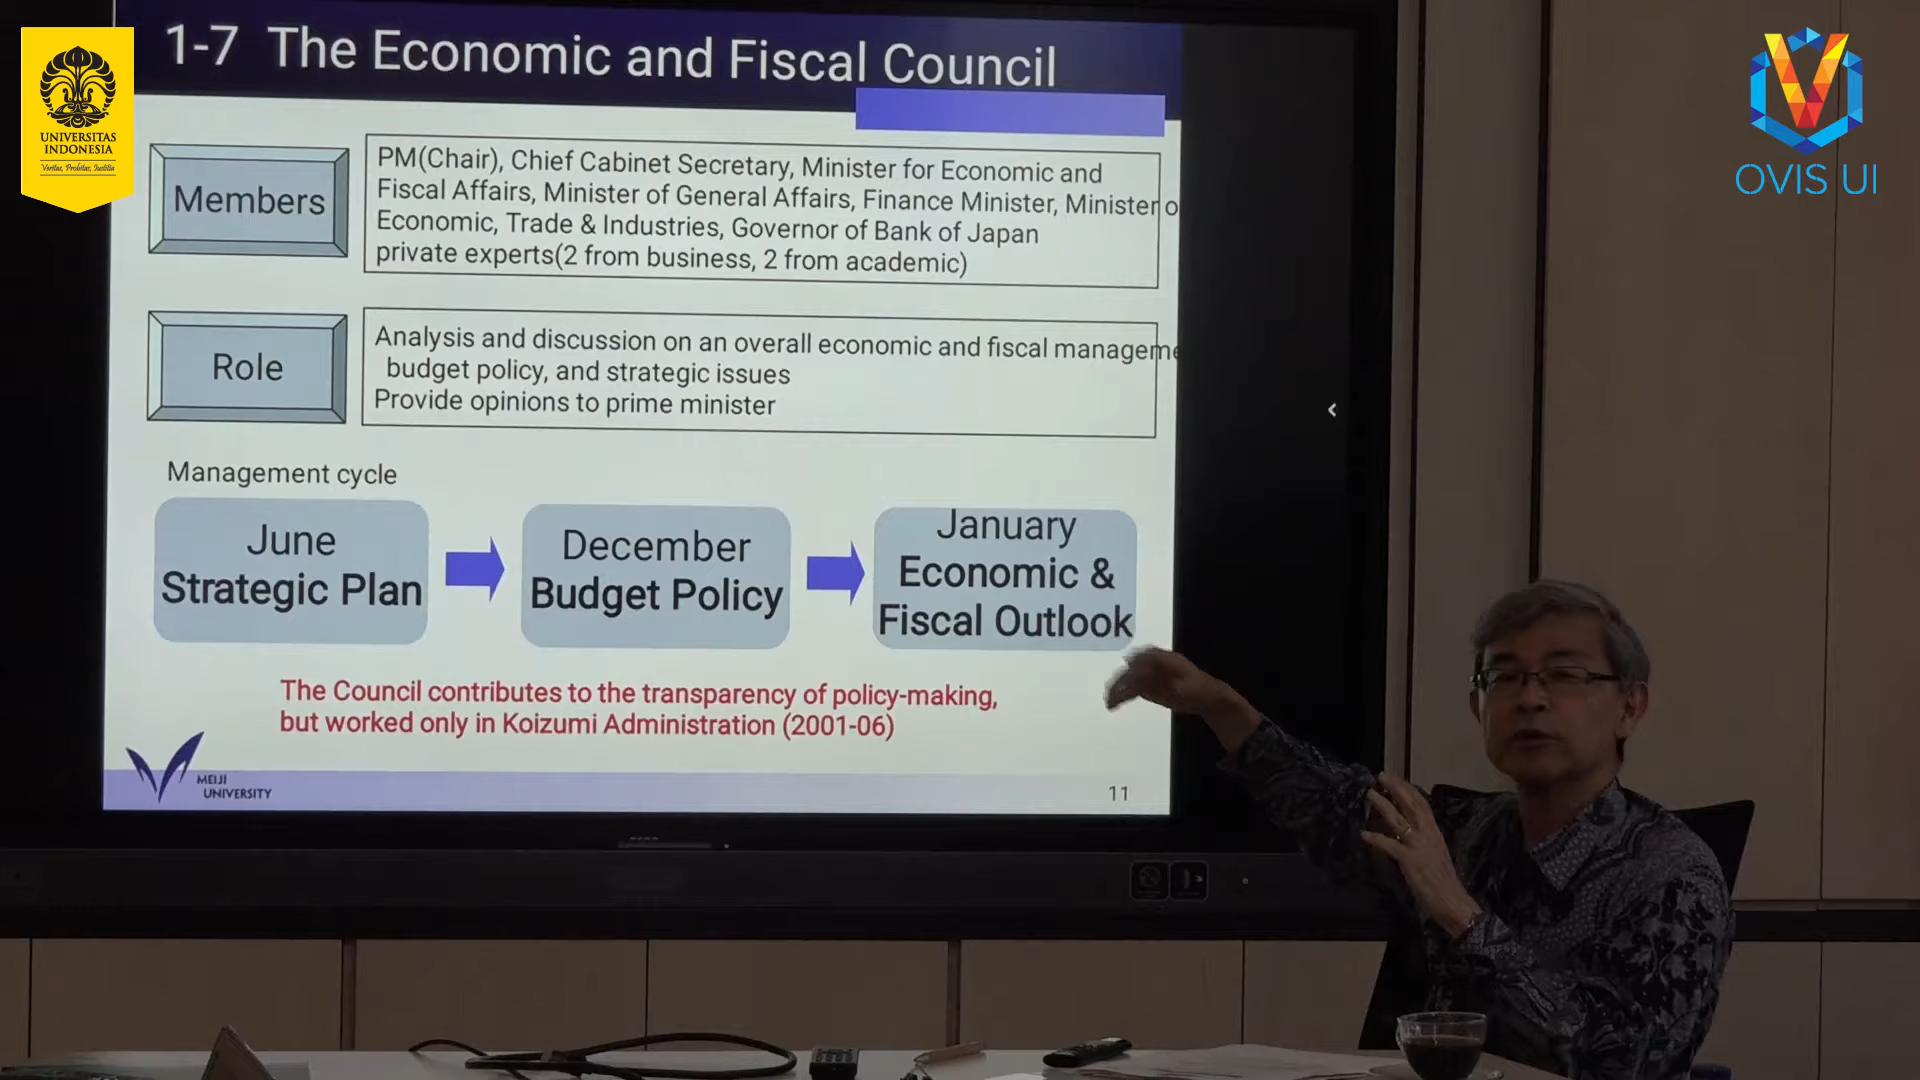 1-7 The Economic and Fiscal Council
UNIVERSITAS
INDONESIA
Veritas, Probitas, Iustitia
OVIS UI
Members
PM(Chair), Chief Cabinet Secretary, Minister for Economic and
Fiscal Affairs, Minister of General Affairs, Finance Minister, Minister o
Economic, Trade & Industries, Governor of Bank of Japan
private experts(2 from business, 2 from academic)
Role
Analysis and discussion on an overall economic and fiscal manageme
budget policy, and strategic issues
Provide opinions to prime minister
Management cycle
June
Strategic Plan
December
Budget Policy
January
Economic &
Fiscal Outlook
The Council contributes to the transparency of policy-making,
but worked only in Koizumi Administration (2001-06)
MEIJI
UNIVERSITY
11